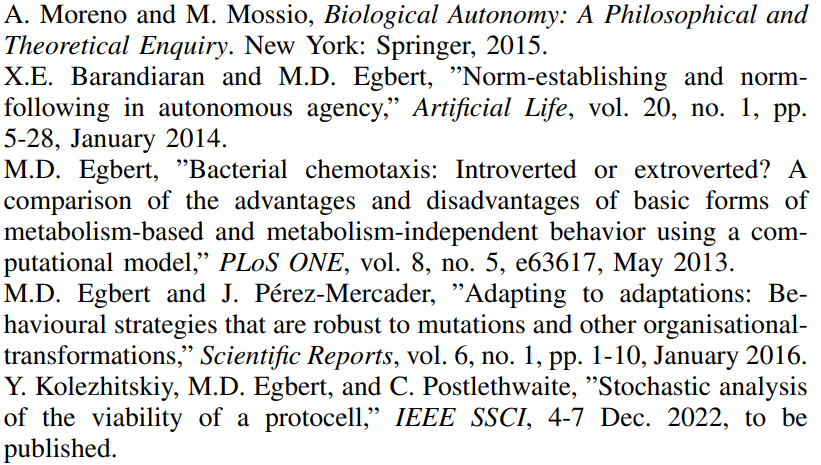 A. Moreno and M. Mossio, Biological Autonomy: A Philosophical and
Theoretical Enquiry. New York: Springer, 2015.
X.E. Barandiaran and M.D. Egbert, ”Norm-establishing and norm-
following in autonomous agency,” Artificial Life, vol. 20, no. 1, pp.
5-28, January 2014.
M.D. Egbert, ”Bacterial chemotaxis: Introverted or extroverted? A
comparison of the advantages and disadvantages of basic forms of
metabolism-based and metabolism-independent behavior using a com-
putational model,” PLoS ONE, vol. 8, no. 5, e63617, May 2013.
M.D. Egbert and J. Pérez-Mercader, ”Adapting to adaptations: Be-
havioural strategies that are robust to mutations and other organisational-
transformations,” Scientific Reports, vol. 6, no. 1, pp. 1-10, January 2016.
Y. Kolezhitskiy, M.D. Egbert, and C. Postlethwaite, ”Stochastic analysis
of the viability of a protocell,” IEEE SSCI, 4-7 Dec. 2022, to be
published.